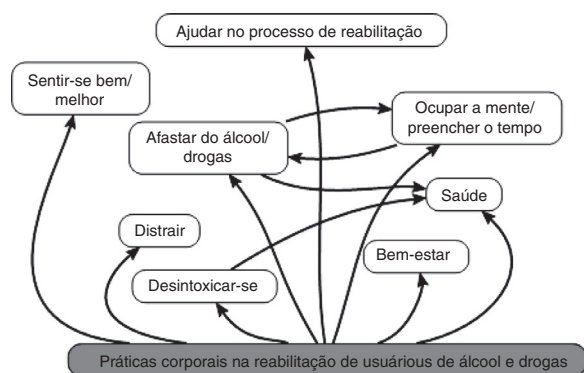 Ajudar no processo de reabilitação
Sentir-se bem/
melhor
Ocupar a mente/
preencher o tempo
Afastar do álcool/
drogas
Saúde
Distrair
Bem-estar
Desintoxicar-se
Práticas corporais na reabilitação de usuárious de álcool e drogas